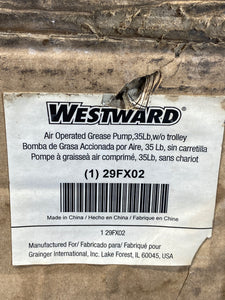 WESTWARD
Air Operated Grease Pump,35Lb,w/o trolley
Bomba de Grasa Accionada por Aire, 35 Lb, sin carretilla
Pompe à graisseà air comprimé, 35Lb, sans chariot
(1) 29FX02
Made in China / Hecho en China / Fabrique en Chine
1 29FX02
Manufactured For/ Fabricado para/ Fabriqué pour
Grainger International, Inc. Lake Forest, IL 60045, USA